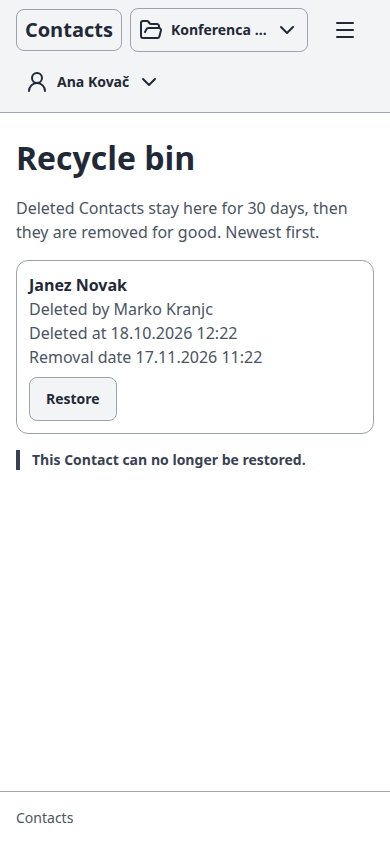 Contacts
Konferenca ...
Ana Kovač
Recycle bin
Deleted Contacts stay here for 30 days, then
they are removed for good. Newest first.
Janez Novak
Deleted by Marko Kranjc
Deleted at 18.10.2026 12:22
Removal date 17.11.2026 11:22
Restore
This Contact can no longer be restored.
Contacts